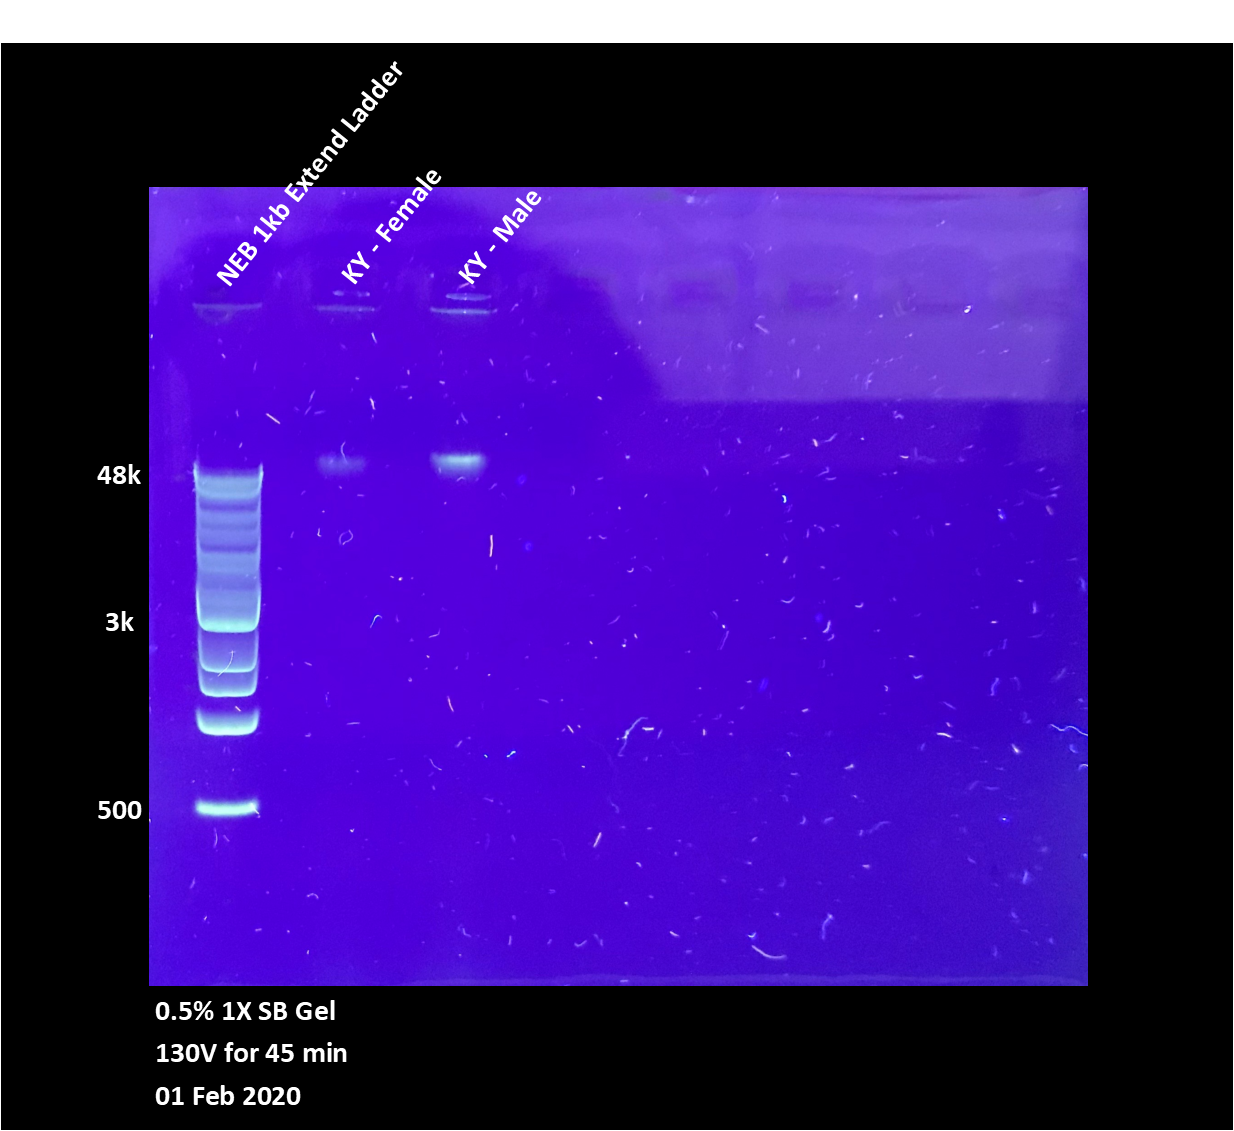 NEB 1kb Extend Ladder
KY - Female
KY - Male
48k
3k
500
0.5% 1X SB Gel
130V for 45 min
01 Feb 2020